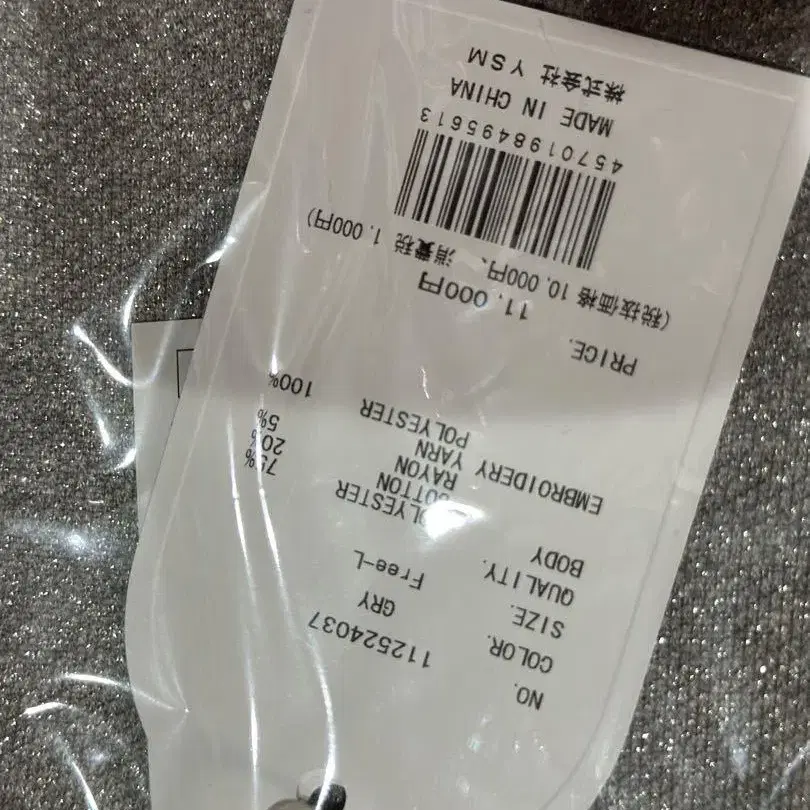 NO. 112524037
COLOR. GRY
SIZE. Free-L
QUALITY.
BODY POLYESTER 75%
COTTON 20%
RAYON 5%
EMBROIDERY YARN
POLYESTER 100%
PRICE. 11.000円
(税抜価格 10.000円、消費税 1.000円)
4570198495613
MADE IN CHINA
株式会社 YSM